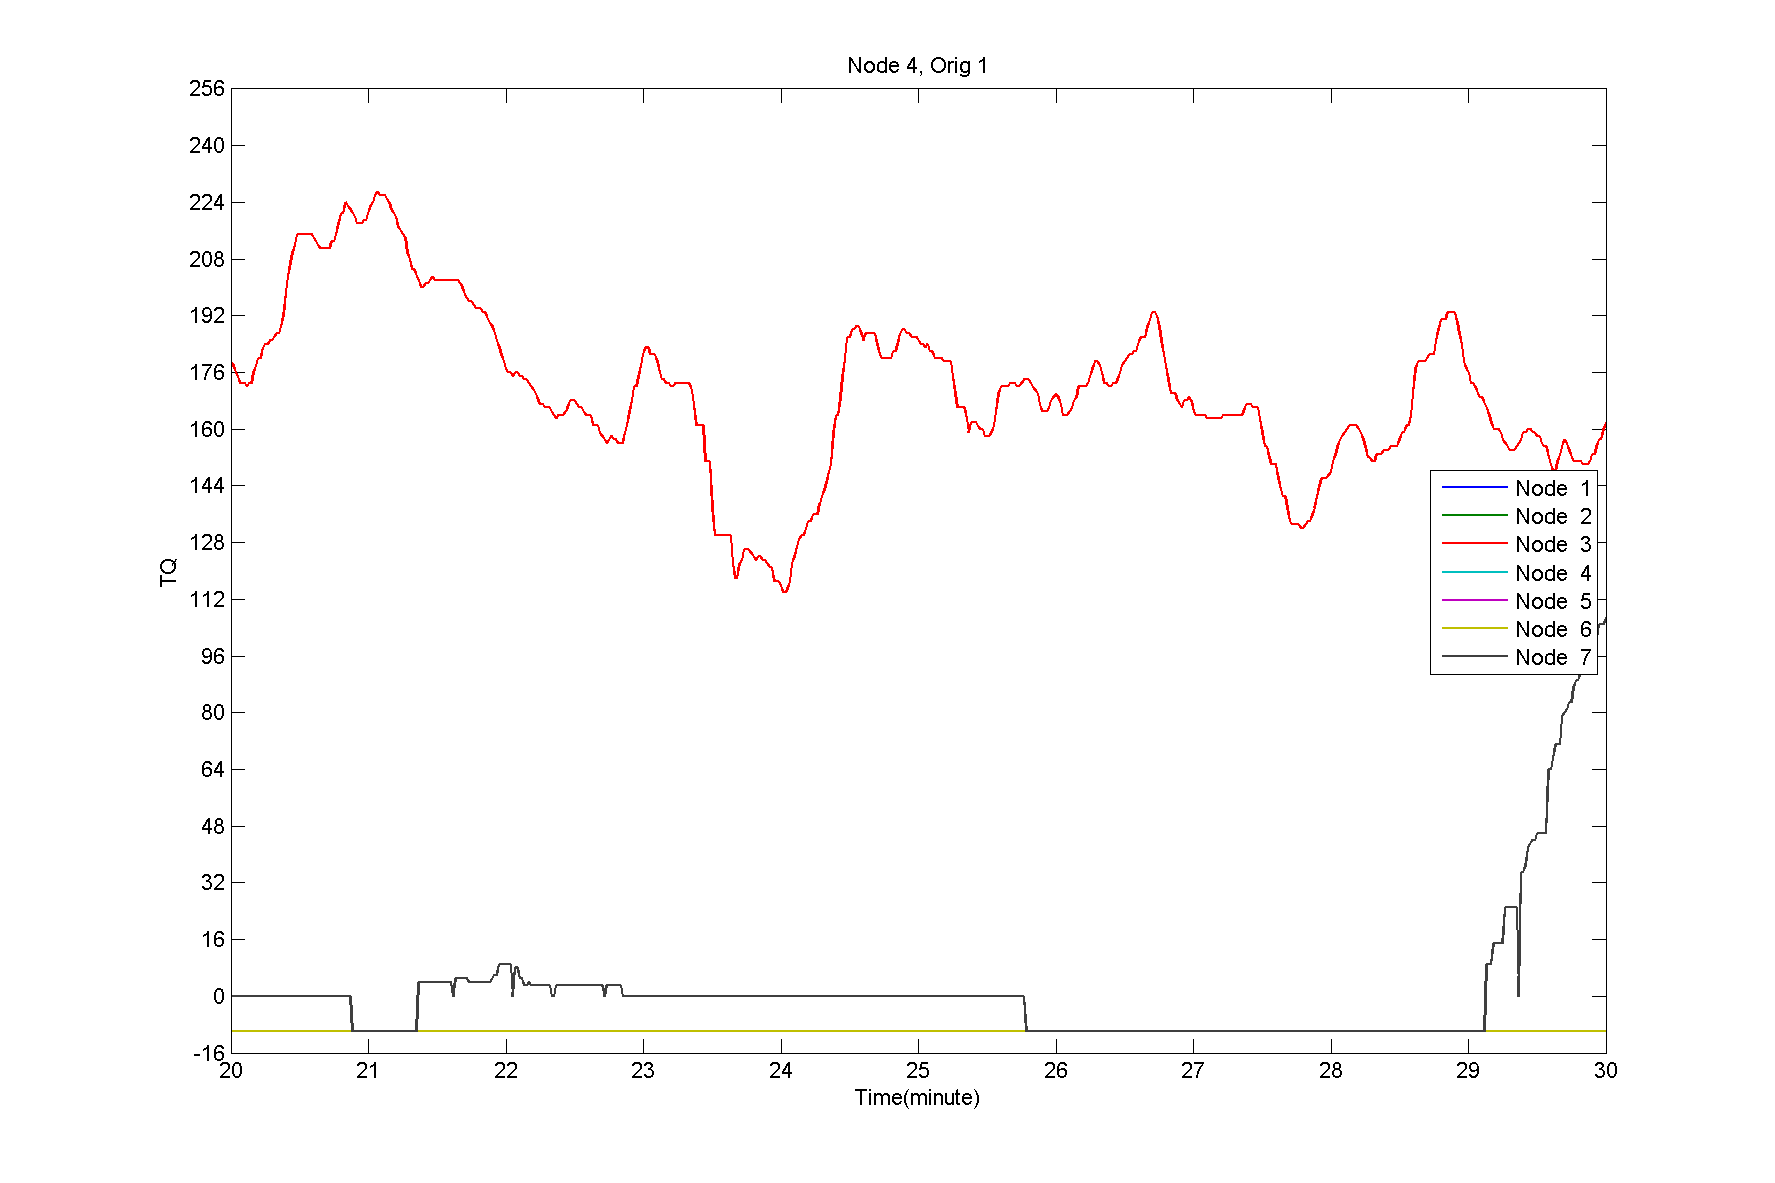 Node 4, Orig 1
256
240
224
208
192
176
160
144
128
112
96
80
64
48
32
16
0
-16
TQ
Node 1
Node 2
Node 3
Node 4
Node 5
Node 6
Node 7
20 21 22 23 24 25 26 27 28 29 30
Time(minute)